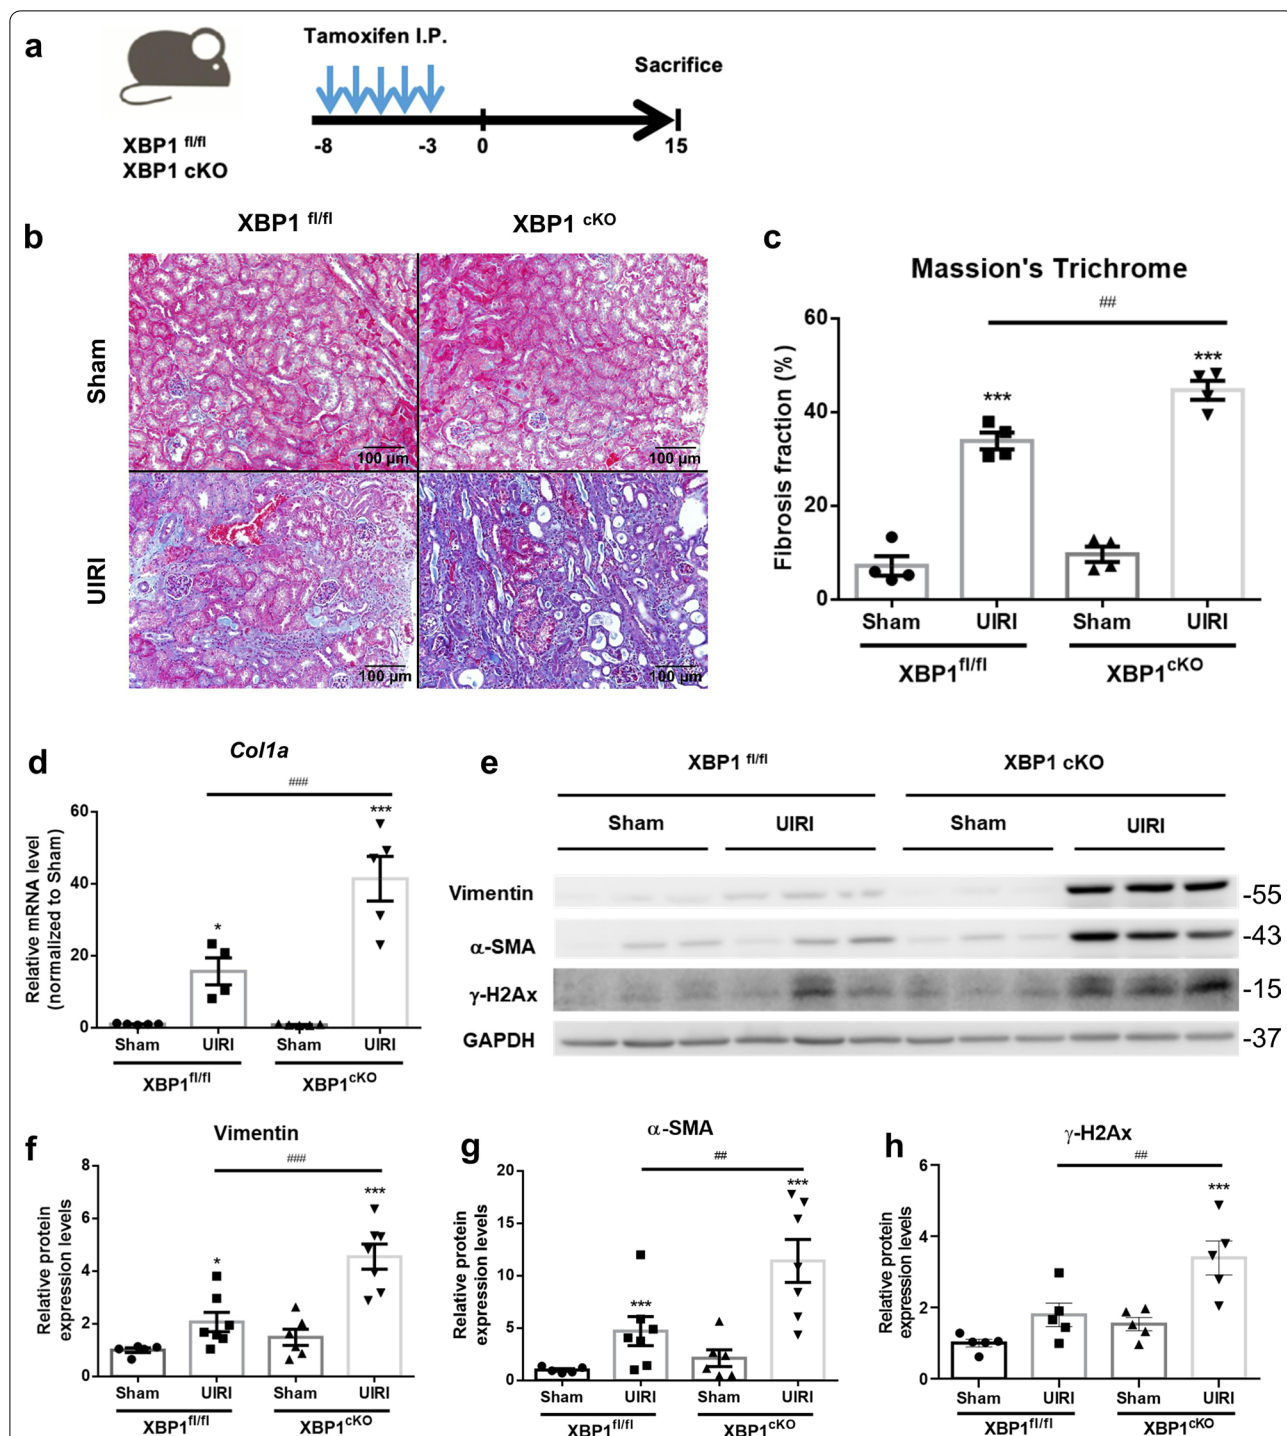 a
Tamoxifen I.P.
Sacrifice
-8
-3
0
15
XBP1 fl/fl
XBP1 cKO
b
XBP1 fl/fl
XBP1 cKO
Sham
UIRI
100 µm
100 µm
100 µm
100 µm
c
Massion's Trichrome
##
***
***
Fibrosis fraction (%)
60
40
20
0
Sham
UIRI
Sham
UIRI
XBP1fl/fl
XBP1cKO
d
Col1a
###
***
*
Relative mRNA level
(normalized to Sham)
60
40
20
0
Sham
UIRI
Sham
UIRI
XBP1fl/fl
XBP1cKO
e
XBP1 fl/fl
XBP1 cKO
Sham
UIRI
Sham
UIRI
Vimentin
-55
α-SMA
-43
γ-H2Ax
-15
GAPDH
-37
f
Vimentin
###
***
*
Relative protein
expression levels
8
6
4
2
0
Sham
UIRI
Sham
UIRI
XBP1fl/fl
XBP1cKO
g
α-SMA
##
***
***
Relative protein
expression levels
20
15
10
5
0
Sham
UIRI
Sham
UIRI
XBP1fl/fl
XBP1cKO
h
γ-H2Ax
##
***
Relative protein
expression levels
6
4
2
0
Sham
UIRI
Sham
UIRI
XBP1fl/fl
XBP1cKO